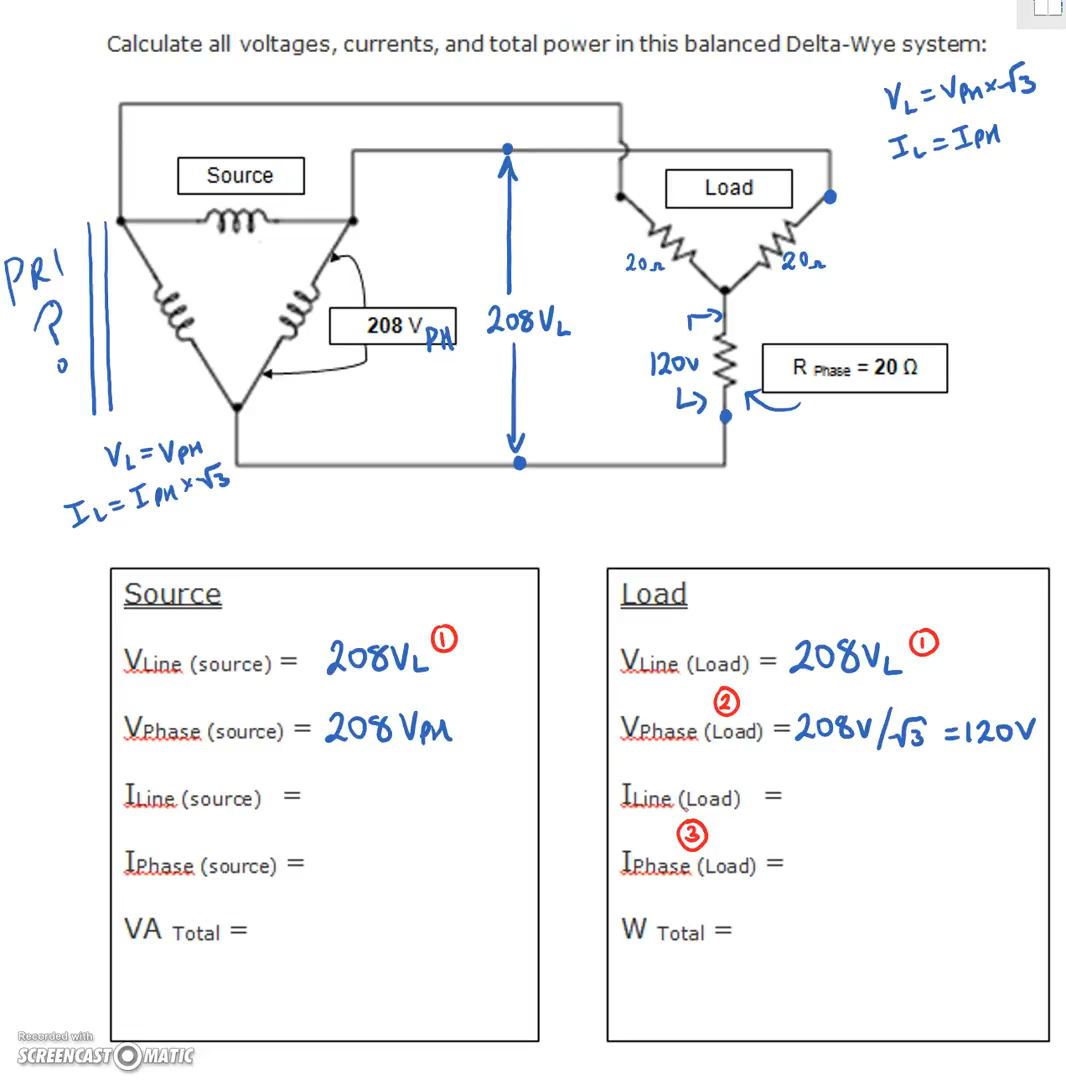 Calculate all voltages, currents, and total power in this balanced Delta-Wye system:
VL = VPH × √3
IL = IPH
Source
Load
PRI
?
20Ω
20Ω
208 V PH
208VL
120V
R Phase = 20 Ω
VL = VPH
IL = IPH × √3
Source
VLine (source) = 208VL ①
VPhase (source) = 208 VPH
ILine (source) =
IPhase (source) =
VA Total =
Load
VLine (Load) = 208VL ①
②
VPhase (Load) = 208V/√3 = 120V
ILine (Load) =
③
IPhase (Load) =
W Total =
Recorded with
SCREENCAST-O-MATIC